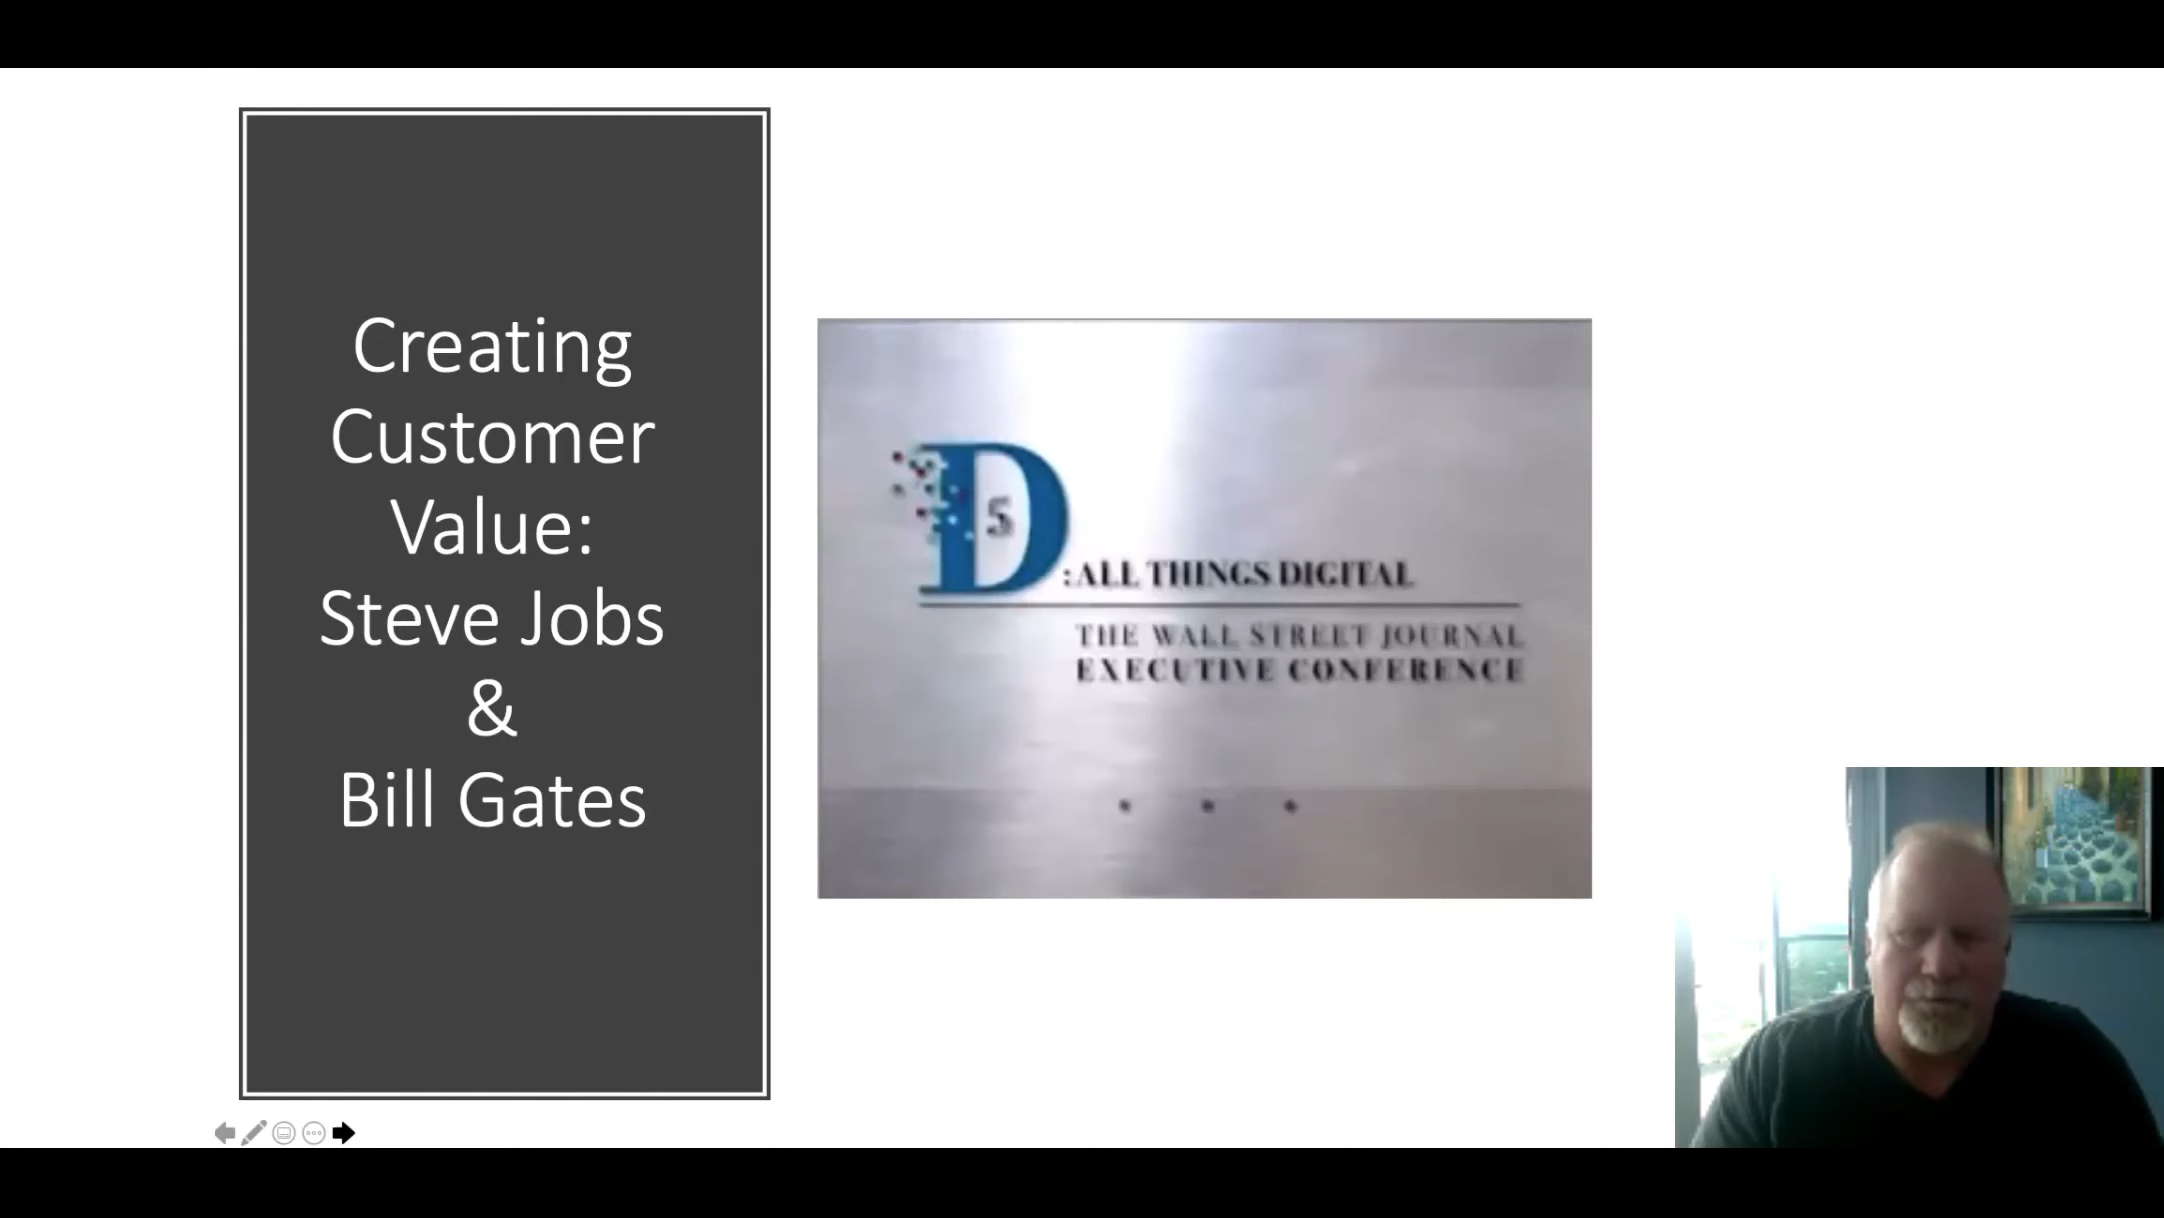 Creating
Customer
Value:
Steve Jobs
&
Bill Gates
D5
:ALL THINGS DIGITAL
THE WALL STREET JOURNAL
EXECUTIVE CONFERENCE